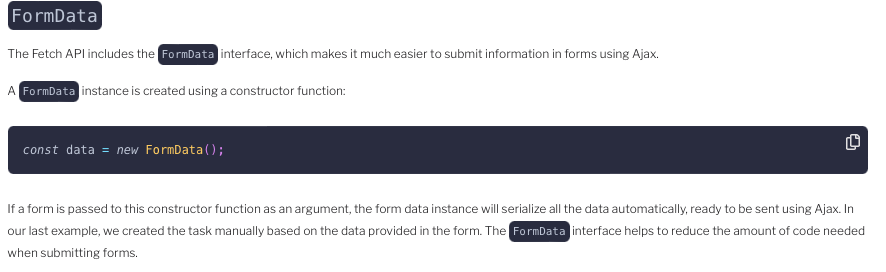 FormData
The Fetch API includes the FormData interface, which makes it much easier to submit information in forms using Ajax.
A FormData instance is created using a constructor function:
const data = new FormData();
If a form is passed to this constructor function as an argument, the form data instance will serialize all the data automatically, ready to be sent using Ajax. In
our last example, we created the task manually based on the data provided in the form. The FormData interface helps to reduce the amount of code needed
when submitting forms.